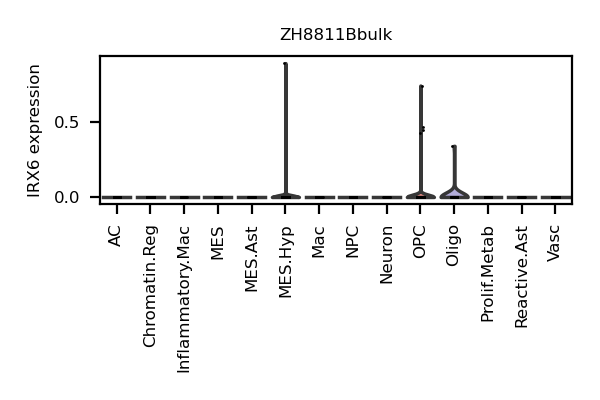 ZH8811Bbulk
IRX6 expression
0.5
0.0
AC
Chromatin.Reg
Inflammatory.Mac
MES
MES.Ast
MES.Hyp
Mac
NPC
Neuron
OPC
Oligo
Prolif.Metab
Reactive.Ast
Vasc